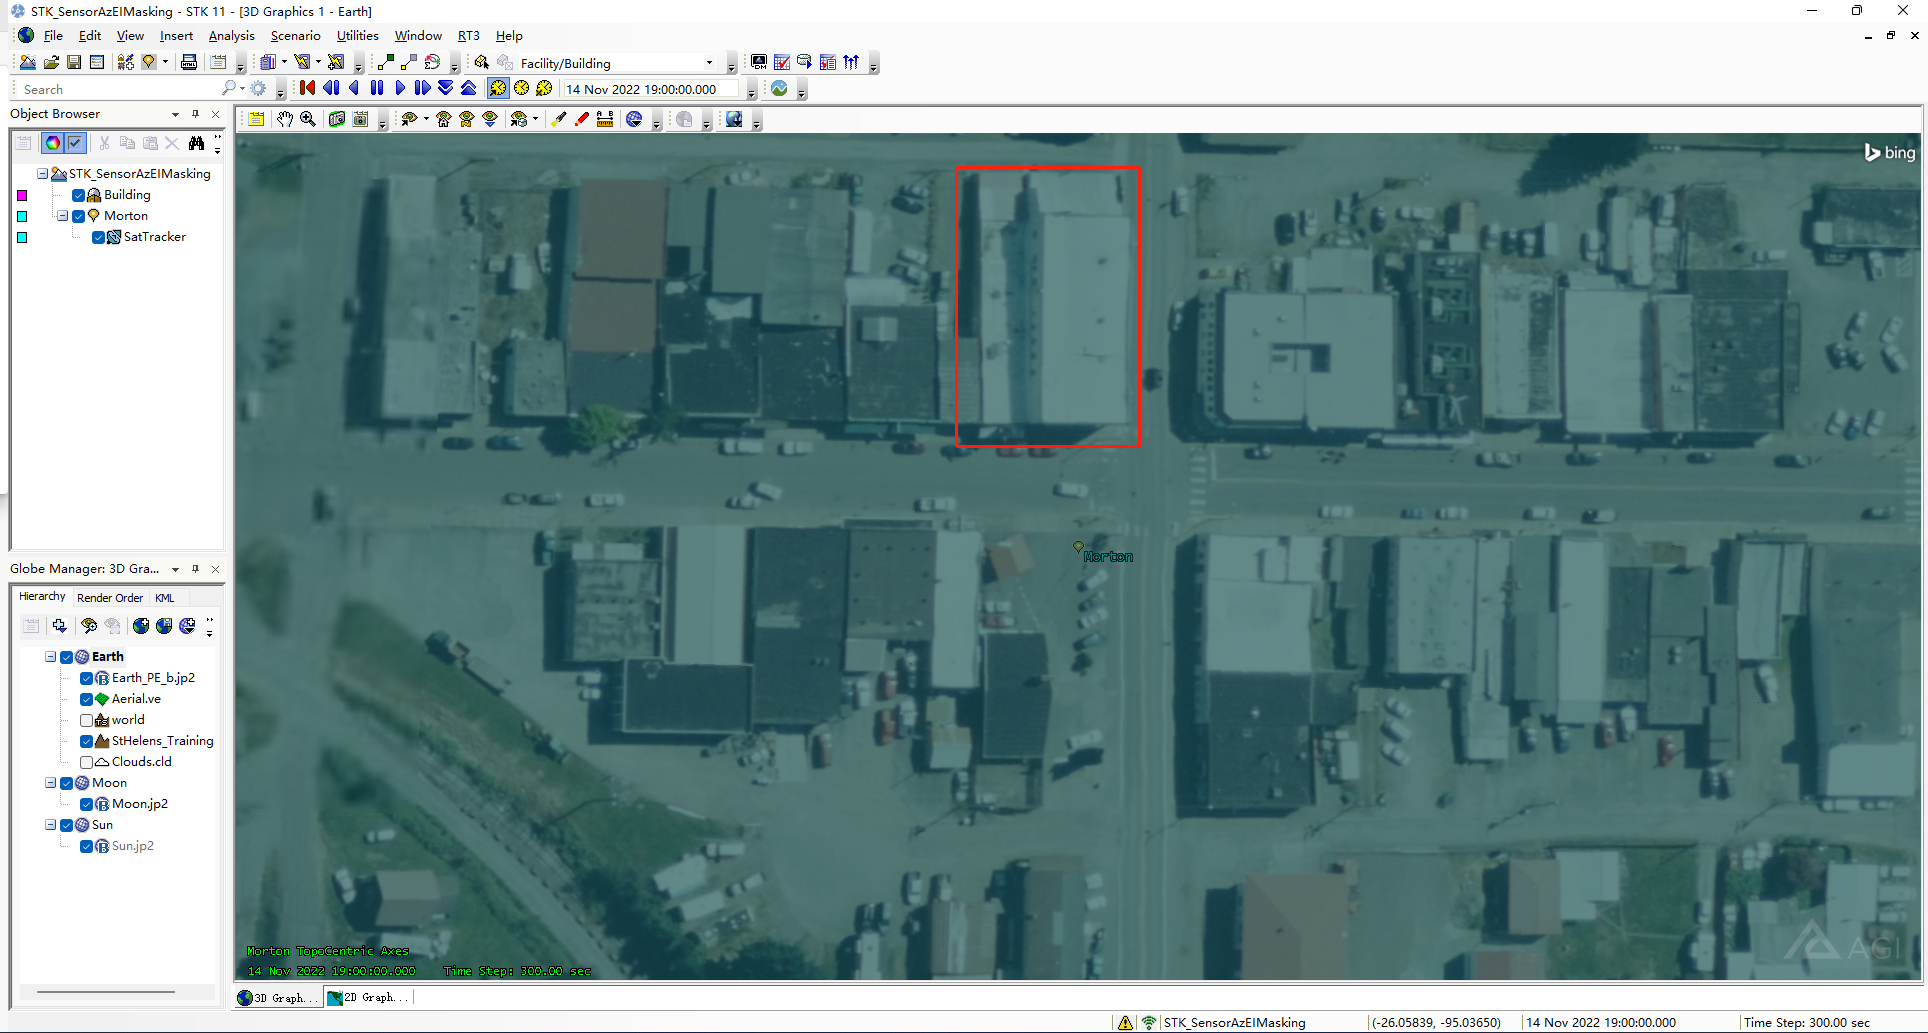 STK_SensorAzElMasking - STK 11 - [3D Graphics 1 - Earth]
File Edit View Insert Analysis Scenario Utilities Window RT3 Help
Facility/Building
Search
14 Nov 2022 19:00:00.000
Object Browser
STK_SensorAzElMasking
Building
Morton
SatTracker
Globe Manager: 3D Gra...
Hierarchy Render Order KML
Earth
Earth_PE_b.jp2
Aerial.ve
world
StHelens_Training
Clouds.cld
Moon
Moon.jp2
Sun
Sun.jp2
bing
Morton
AGI
Morton TopoCentric Axes
14 Nov 2022 19:00:00.000 Time Step: 300.00 sec
3D Graph... 2D Graph...
STK_SensorAzElMasking (-26.05839, -95.03650) 14 Nov 2022 19:00:00.000 Time Step: 300.00 sec